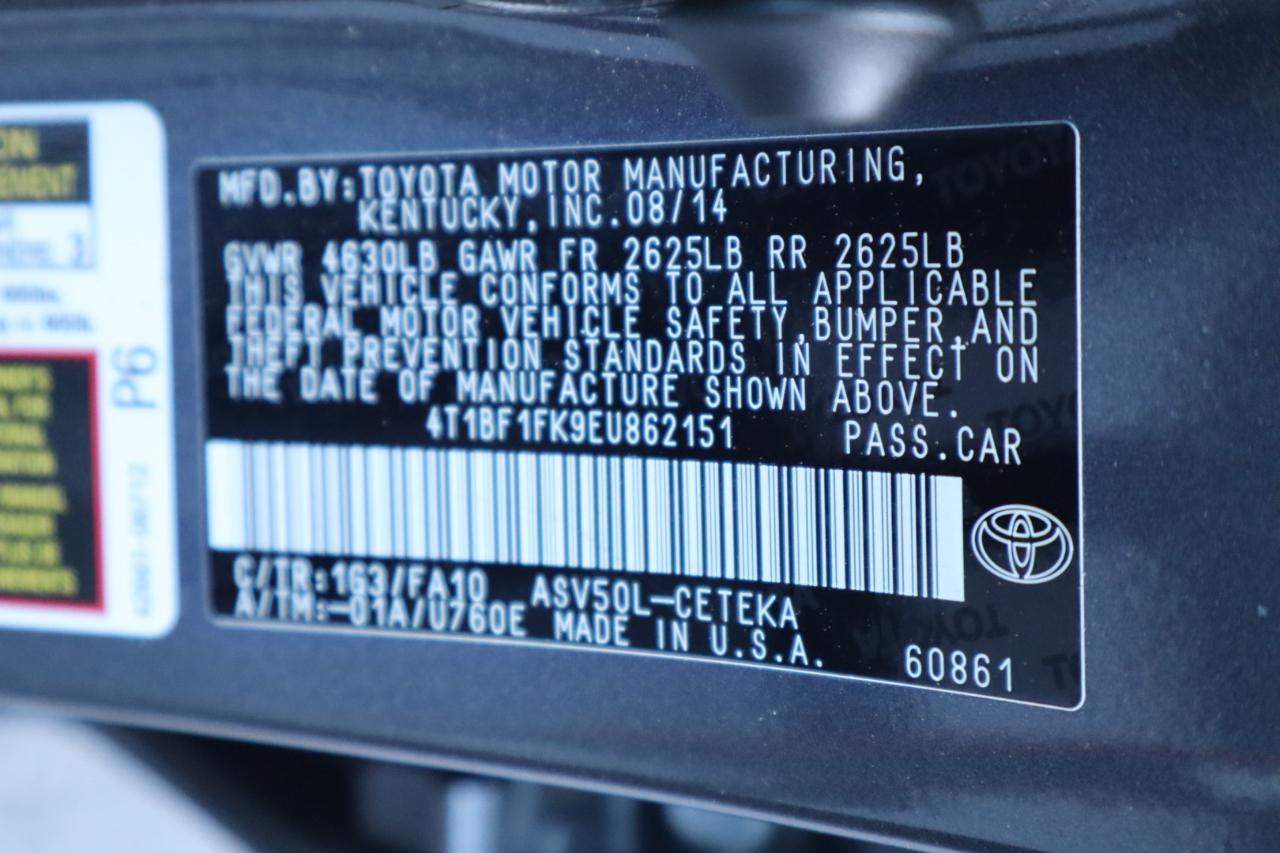 MFD.BY:TOYOTA MOTOR MANUFACTURING,
KENTUCKY,INC.08/14
GVWR 4630LB GAWR FR 2625LB RR 2625LB
THIS VEHICLE CONFORMS TO ALL APPLICABLE
FEDERAL MOTOR VEHICLE SAFETY,BUMPER,AND
THEFT PREVENTION STANDARDS IN EFFECT ON
THE DATE OF MANUFACTURE SHOWN ABOVE.
4T1BF1FK9EU862151 PASS.CAR
C/TR:1G3/FA10 ASV50L-CETEKA
A/TM:-01A/U760E MADE IN U.S.A.
60861
P6